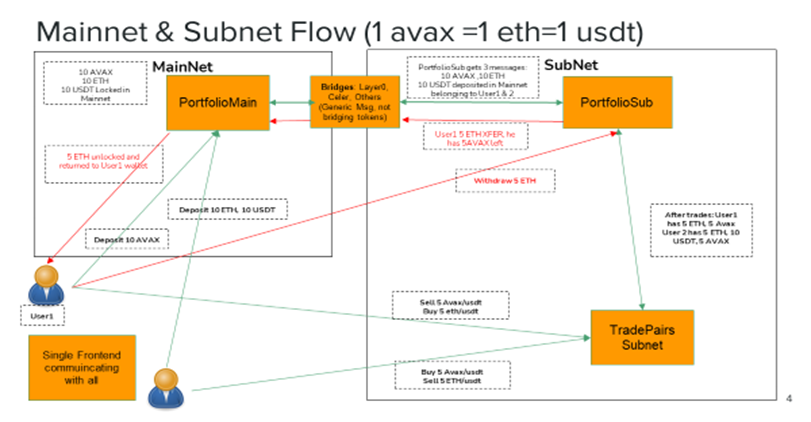 Mainnet & Subnet Flow (1 avax =1 eth=1 usdt)
MainNet
10 AVAX
10 ETH
10 USDT Locked in
Mainnet
PortfolioMain
Bridges: Layer0,
Celer, Others
(Generic Msg, not
bridging tokens)
PortfolioSub gets 3 messages:
10 AVAX ,10 ETH
10 USDT deposited in Mainnet
belonging to User1 & 2
SubNet
PortfolioSub
User1 5 ETH XFER, he
has 5AVAX left
5 ETH unlocked and
returned to User1 wallet
Withdraw 5 ETH
Deposit 10 ETH, 10 USDT
Deposit 10 AVAX
After trades: User1
has 5 ETH, 5 Avax
User 2 has 5 ETH, 10
USDT, 5 AVAX
User1
Sell 5 Avax/usdt
Buy 5 eth/usdt
TradePairs
Subnet
Single Frontend
commuincating
with all
Buy 5 Avax/usdt
Sell 5 ETH/usdt
4